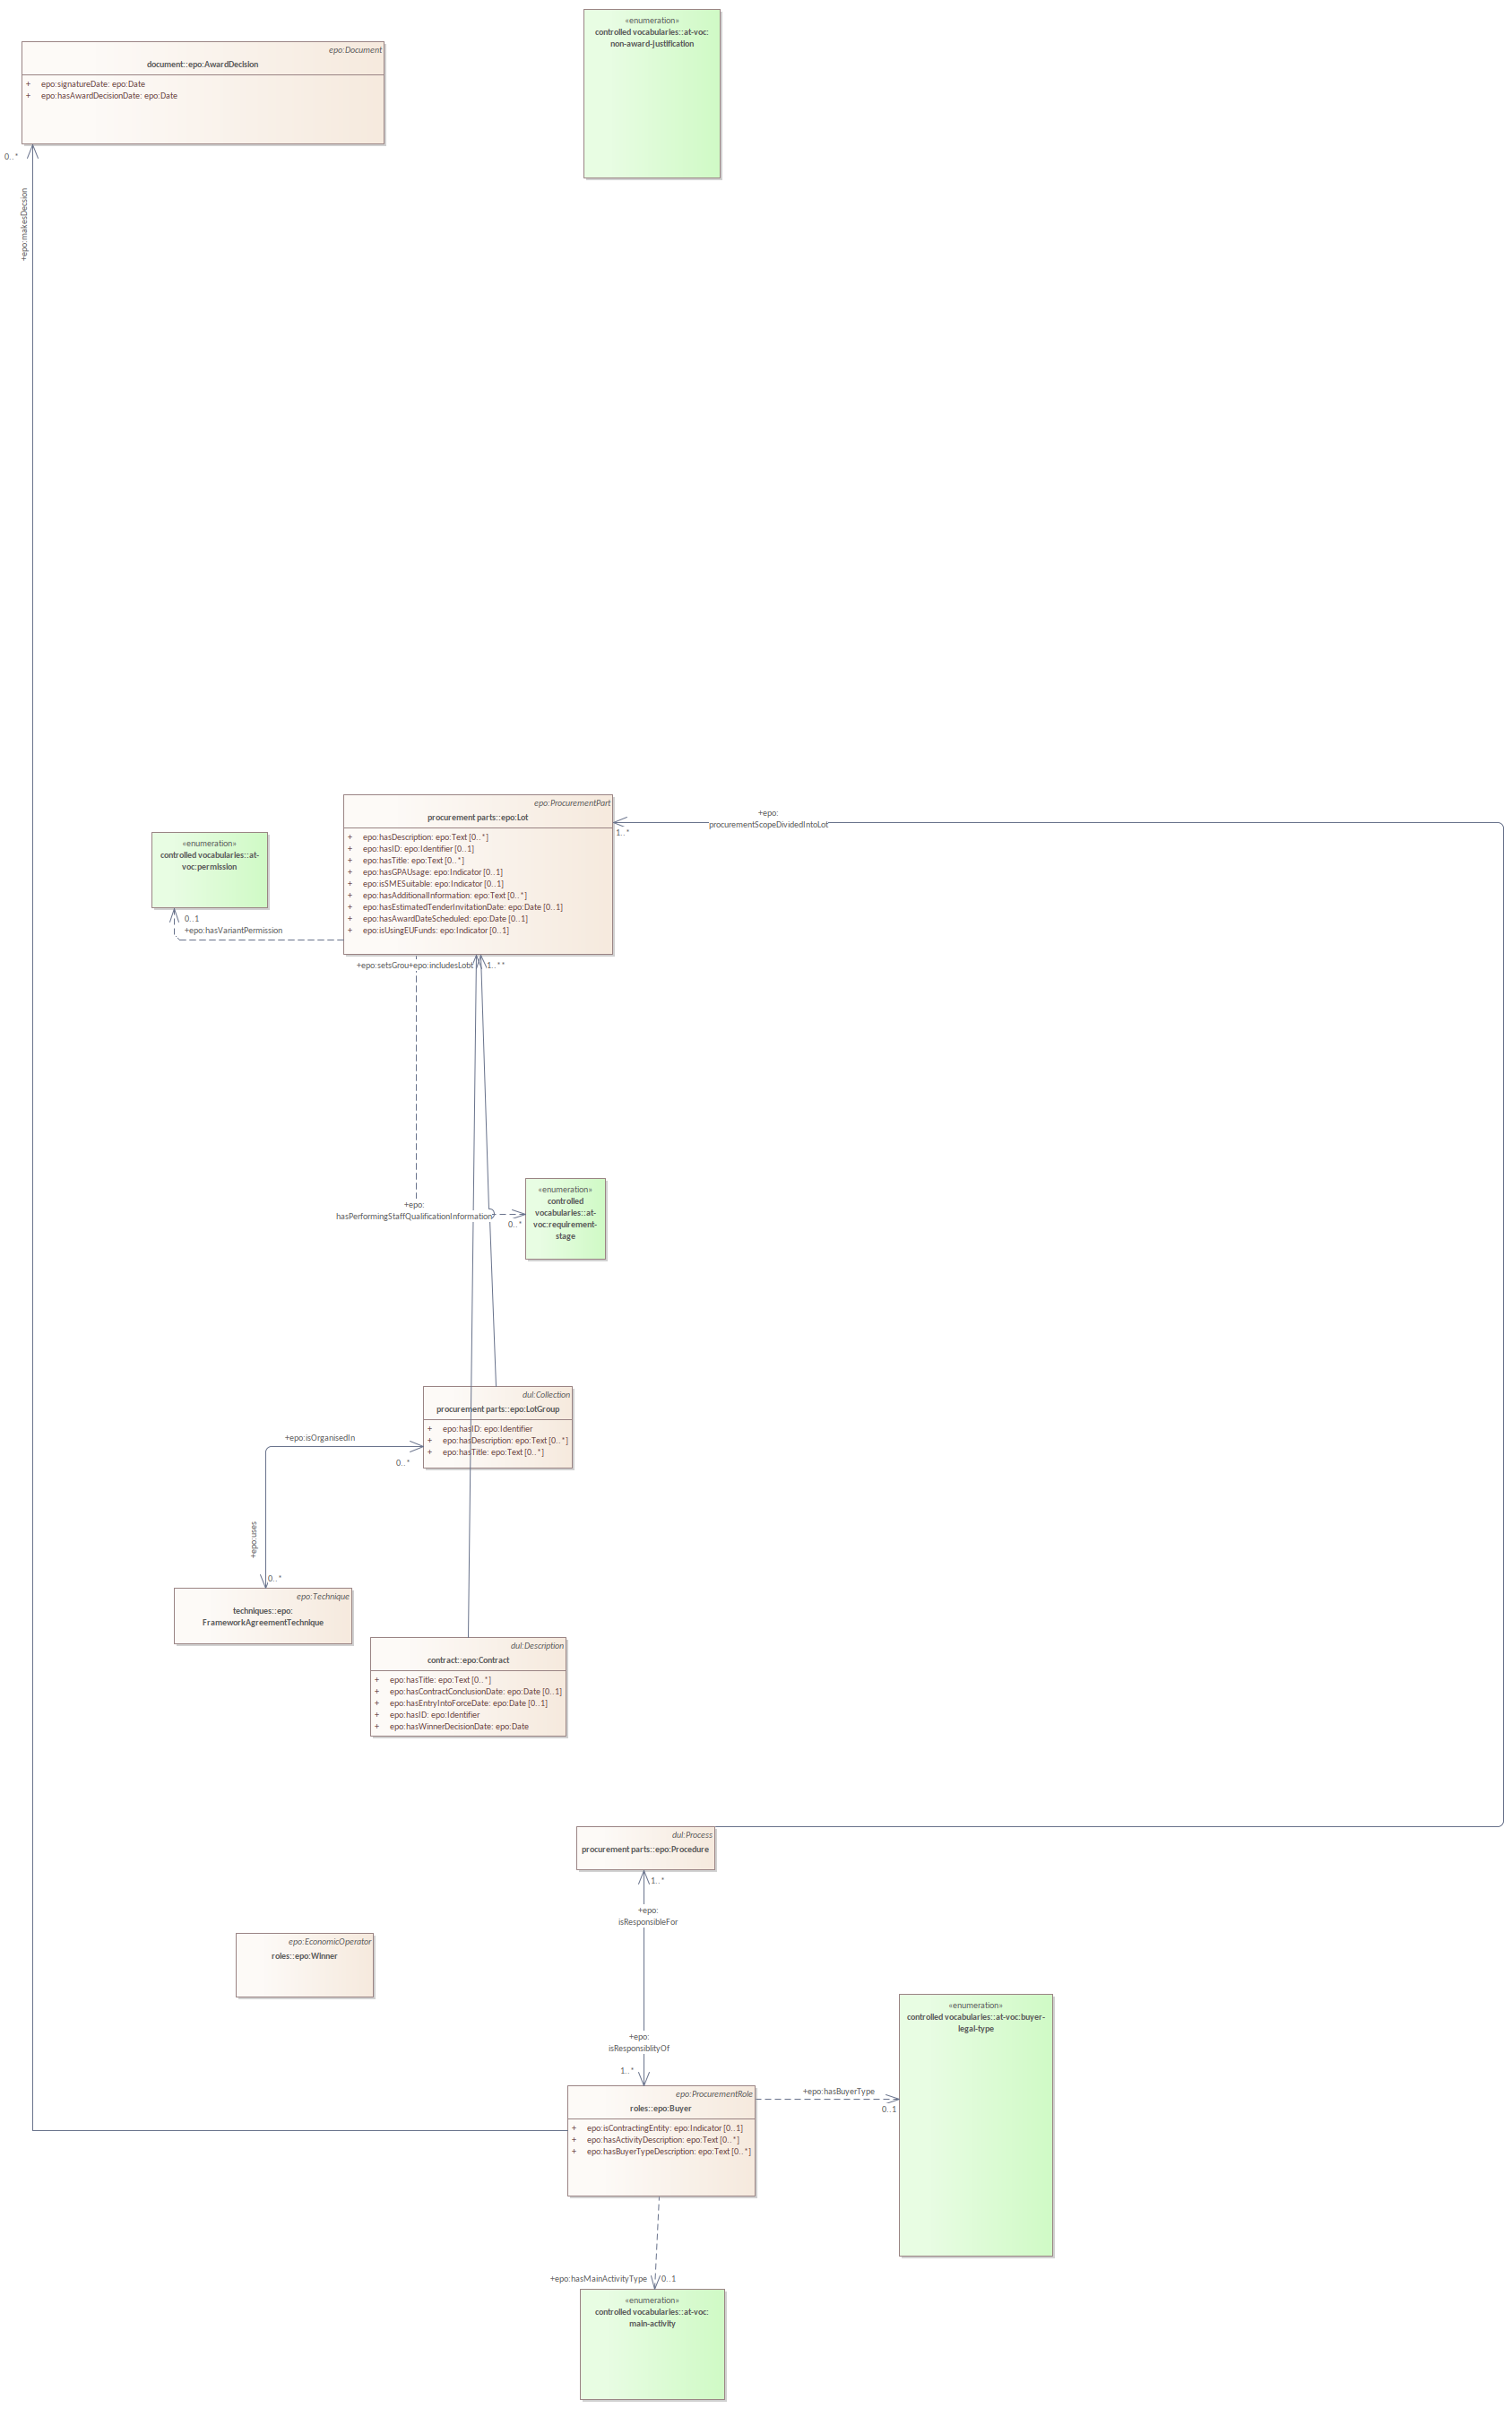 «enumeration»
controlled vocabularies::at-voc:
non-award-justification
epo:Document
document::epo:AwardDecision
+ epo:signatureDate: epo:Date
+ epo:hasAwardDecisionDate: epo:Date
0..*
+epo:makesDecsion
epo:ProcurementPart
procurement parts::epo:Lot
+ epo:hasDescription: epo:Text [0..*]
+ epo:hasID: epo:Identifier [0..1]
+ epo:hasTitle: epo:Text [0..*]
+ epo:hasGPAUsage: epo:Indicator [0..1]
+ epo:isSMESuitable: epo:Indicator [0..1]
+ epo:hasAdditionalInformation: epo:Text [0..*]
+ epo:hasEstimatedTenderInvitationDate: epo:Date [0..1]
+ epo:hasAwardDateScheduled: epo:Date [0..1]
+ epo:isUsingEUFunds: epo:Indicator [0..1]
+epo:
procurementScopeDividedIntoLot
1..*
«enumeration»
controlled vocabularies::at-
voc:permission
0..1
+epo:hasVariantPermission
+epo:setsGrou+epo:includesLot
1..*
+epo:
hasPerformingStaffQualificationInformation
0..*
«enumeration»
controlled
vocabularies::at-
voc:requirement-
stage
dul:Collection
procurement parts::epo:LotGroup
+ epo:hasID: epo:Identifier
+ epo:hasDescription: epo:Text [0..*]
+ epo:hasTitle: epo:Text [0..*]
+epo:isOrganisedIn
0..*
+epo:uses
0..*
epo:Technique
techniques::epo:
FrameworkAgreementTechnique
dul:Description
contract::epo:Contract
+ epo:hasTitle: epo:Text [0..*]
+ epo:hasContractConclusionDate: epo:Date [0..1]
+ epo:hasEntryIntoForceDate: epo:Date [0..1]
+ epo:hasID: epo:Identifier
+ epo:hasWinnerDecisionDate: epo:Date
dul:Process
procurement parts::epo:Procedure
1..*
+epo:
isResponsibleFor
epo:EconomicOperator
roles::epo:Winner
+epo:
isResponsiblityOf
1..*
epo:ProcurementRole
roles::epo:Buyer
+ epo:isContractingEntity: epo:Indicator [0..1]
+ epo:hasActivityDescription: epo:Text [0..*]
+ epo:hasBuyerTypeDescription: epo:Text [0..*]
+epo:hasBuyerType
0..1
«enumeration»
controlled vocabularies::at-voc:buyer-
legal-type
+epo:hasMainActivityType
0..1
«enumeration»
controlled vocabularies::at-voc:
main-activity